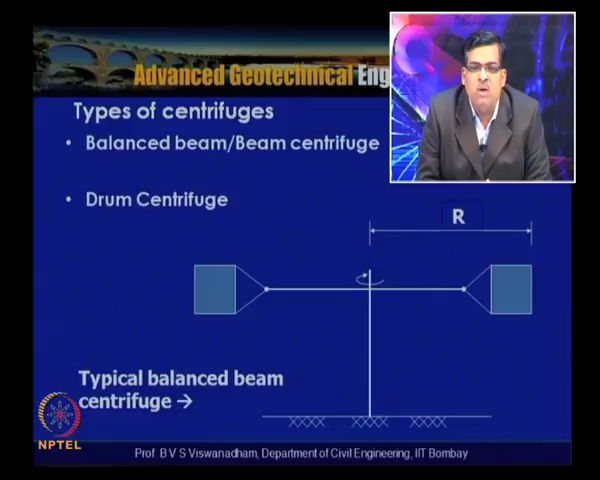 Advanced Geotechnical Eng
Types of centrifuges
• Balanced beam/Beam centrifuge
• Drum Centrifuge
R
Typical balanced beam
centrifuge →
NPTEL
Prof. B V S Viswanadham, Department of Civil Engineering, IIT Bombay